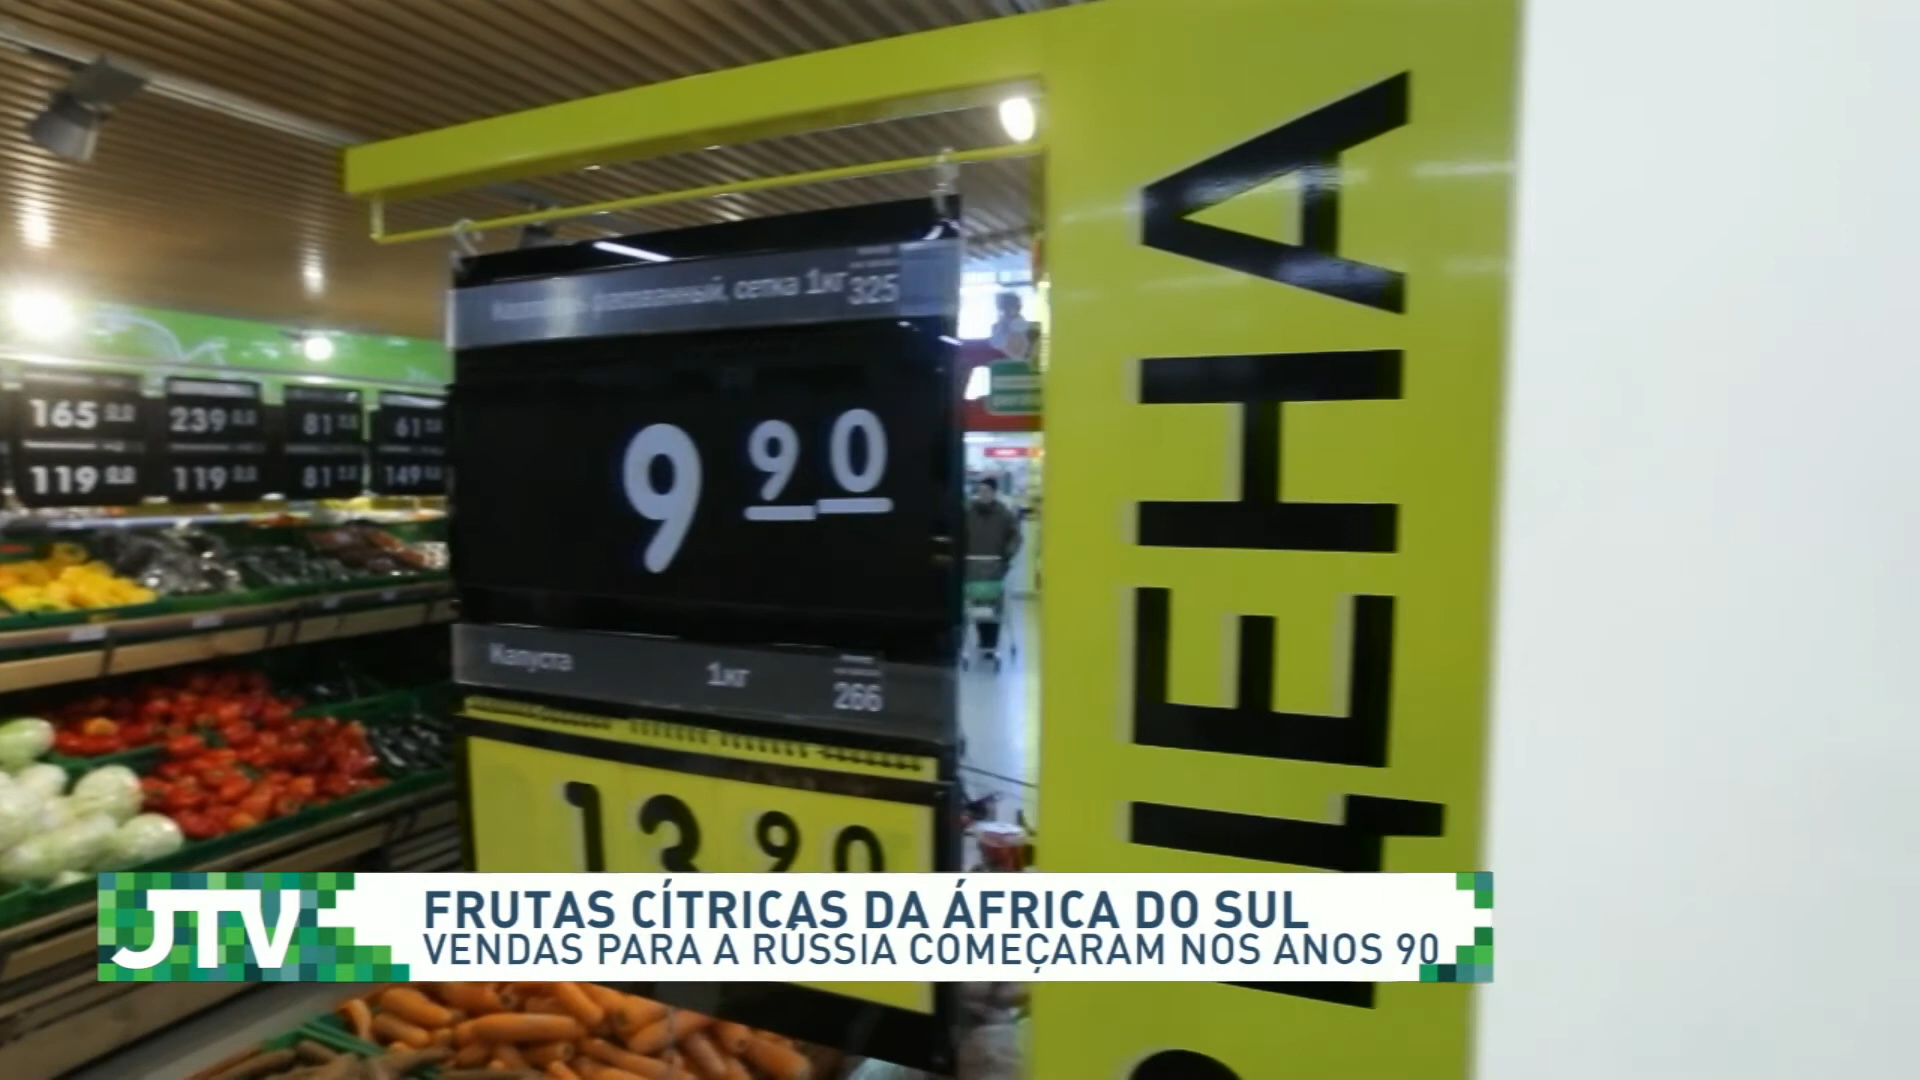 фасованный, сетка 1кг 325
9 90
Капуста 1кг 266
13 90
ЦЕНА
165 239 81 61
119 119 81 149
JTV
FRUTAS CÍTRICAS DA ÁFRICA DO SUL
VENDAS PARA A RÚSSIA COMEÇARAM NOS ANOS 90